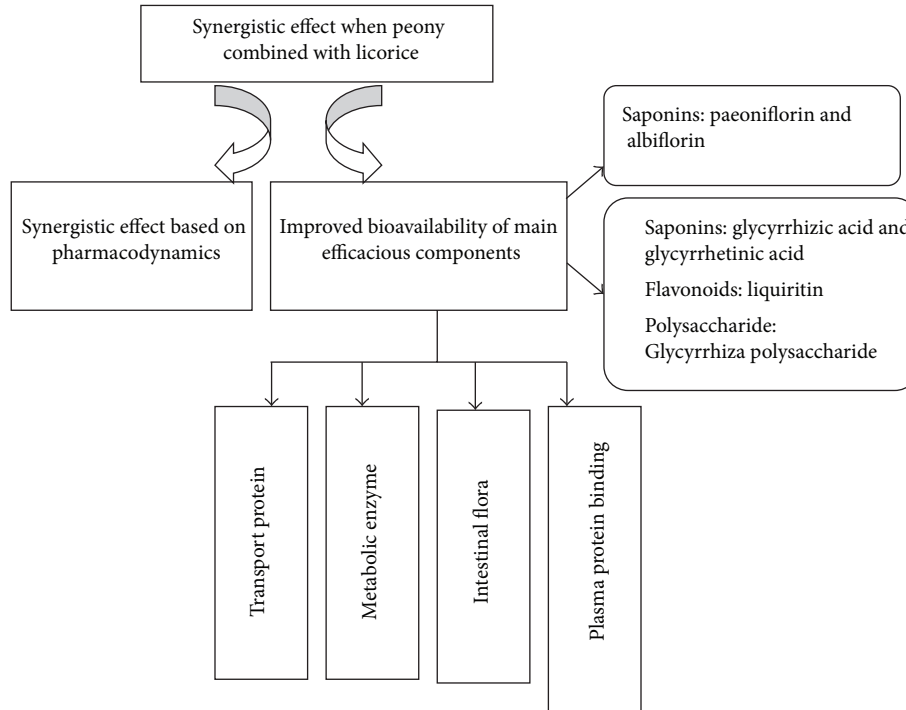 Synergistic effect when peony
combined with licorice
Saponins: paeoniflorin and
albiflorin
Synergistic effect based on
pharmacodynamics
Improved bioavailability of main
efficacious components
Saponins: glycyrrhizic acid and
glycyrrhetinic acid
Flavonoids: liquiritin
Polysaccharide:
Glycyrrhiza polysaccharide
Transport protein
Metabolic enzyme
Intestinal flora
Plasma protein binding